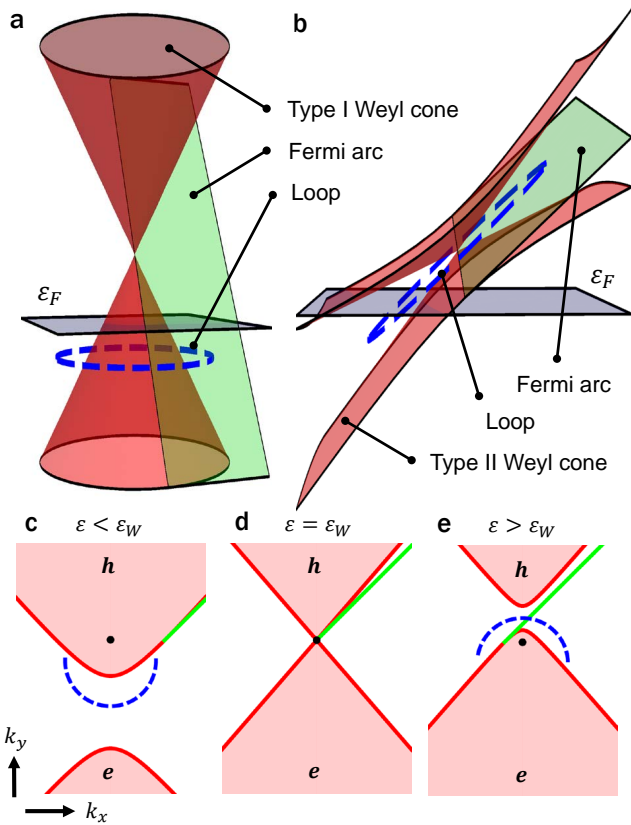 a
b
Type I Weyl cone
Fermi arc
Loop
ε_F
ε_F
Fermi arc
Loop
Type II Weyl cone
c ε < ε_W
d ε = ε_W
e ε > ε_W
h
h
h
k_y
e
e
e
k_x